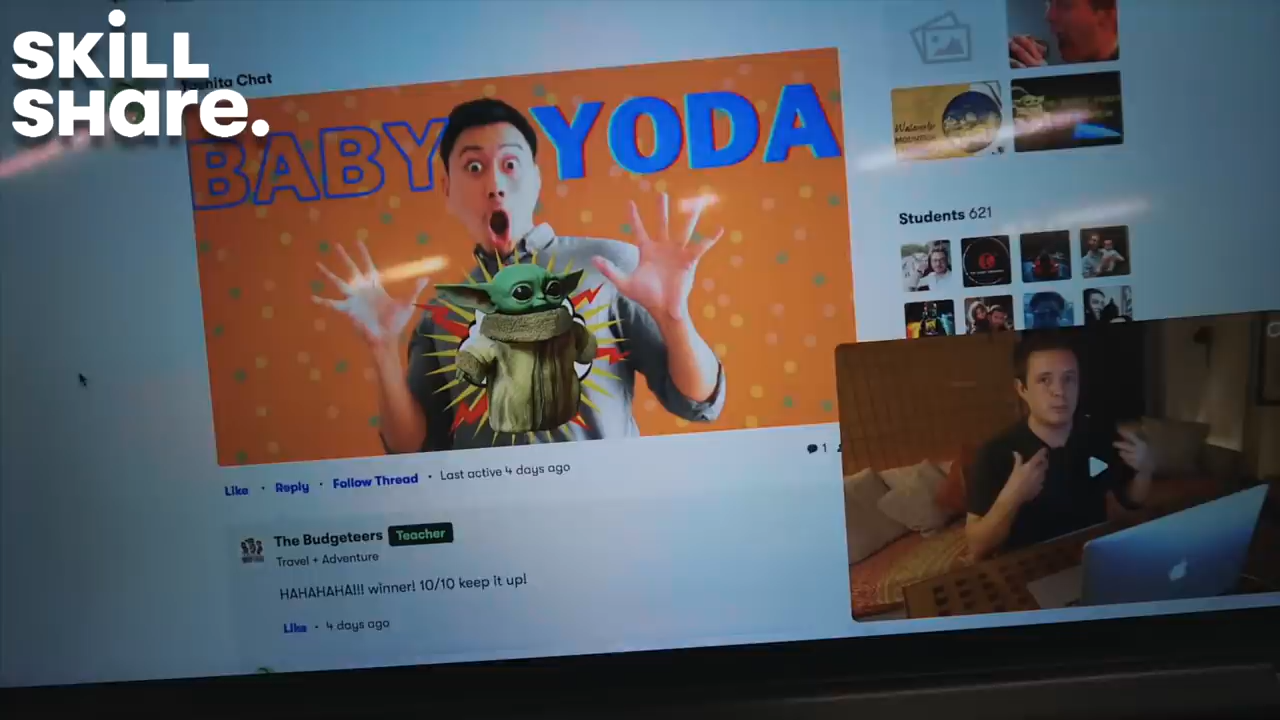 SKiLL
SHare.
Chat
BABY YODA
Students 621
1
Like · Reply · Follow Thread · Last active 4 days ago
The Budgeteers Teacher
Travel + Adventure
HAHAHAHA!!! winner! 10/10 keep it up!
Like · 4 days ago